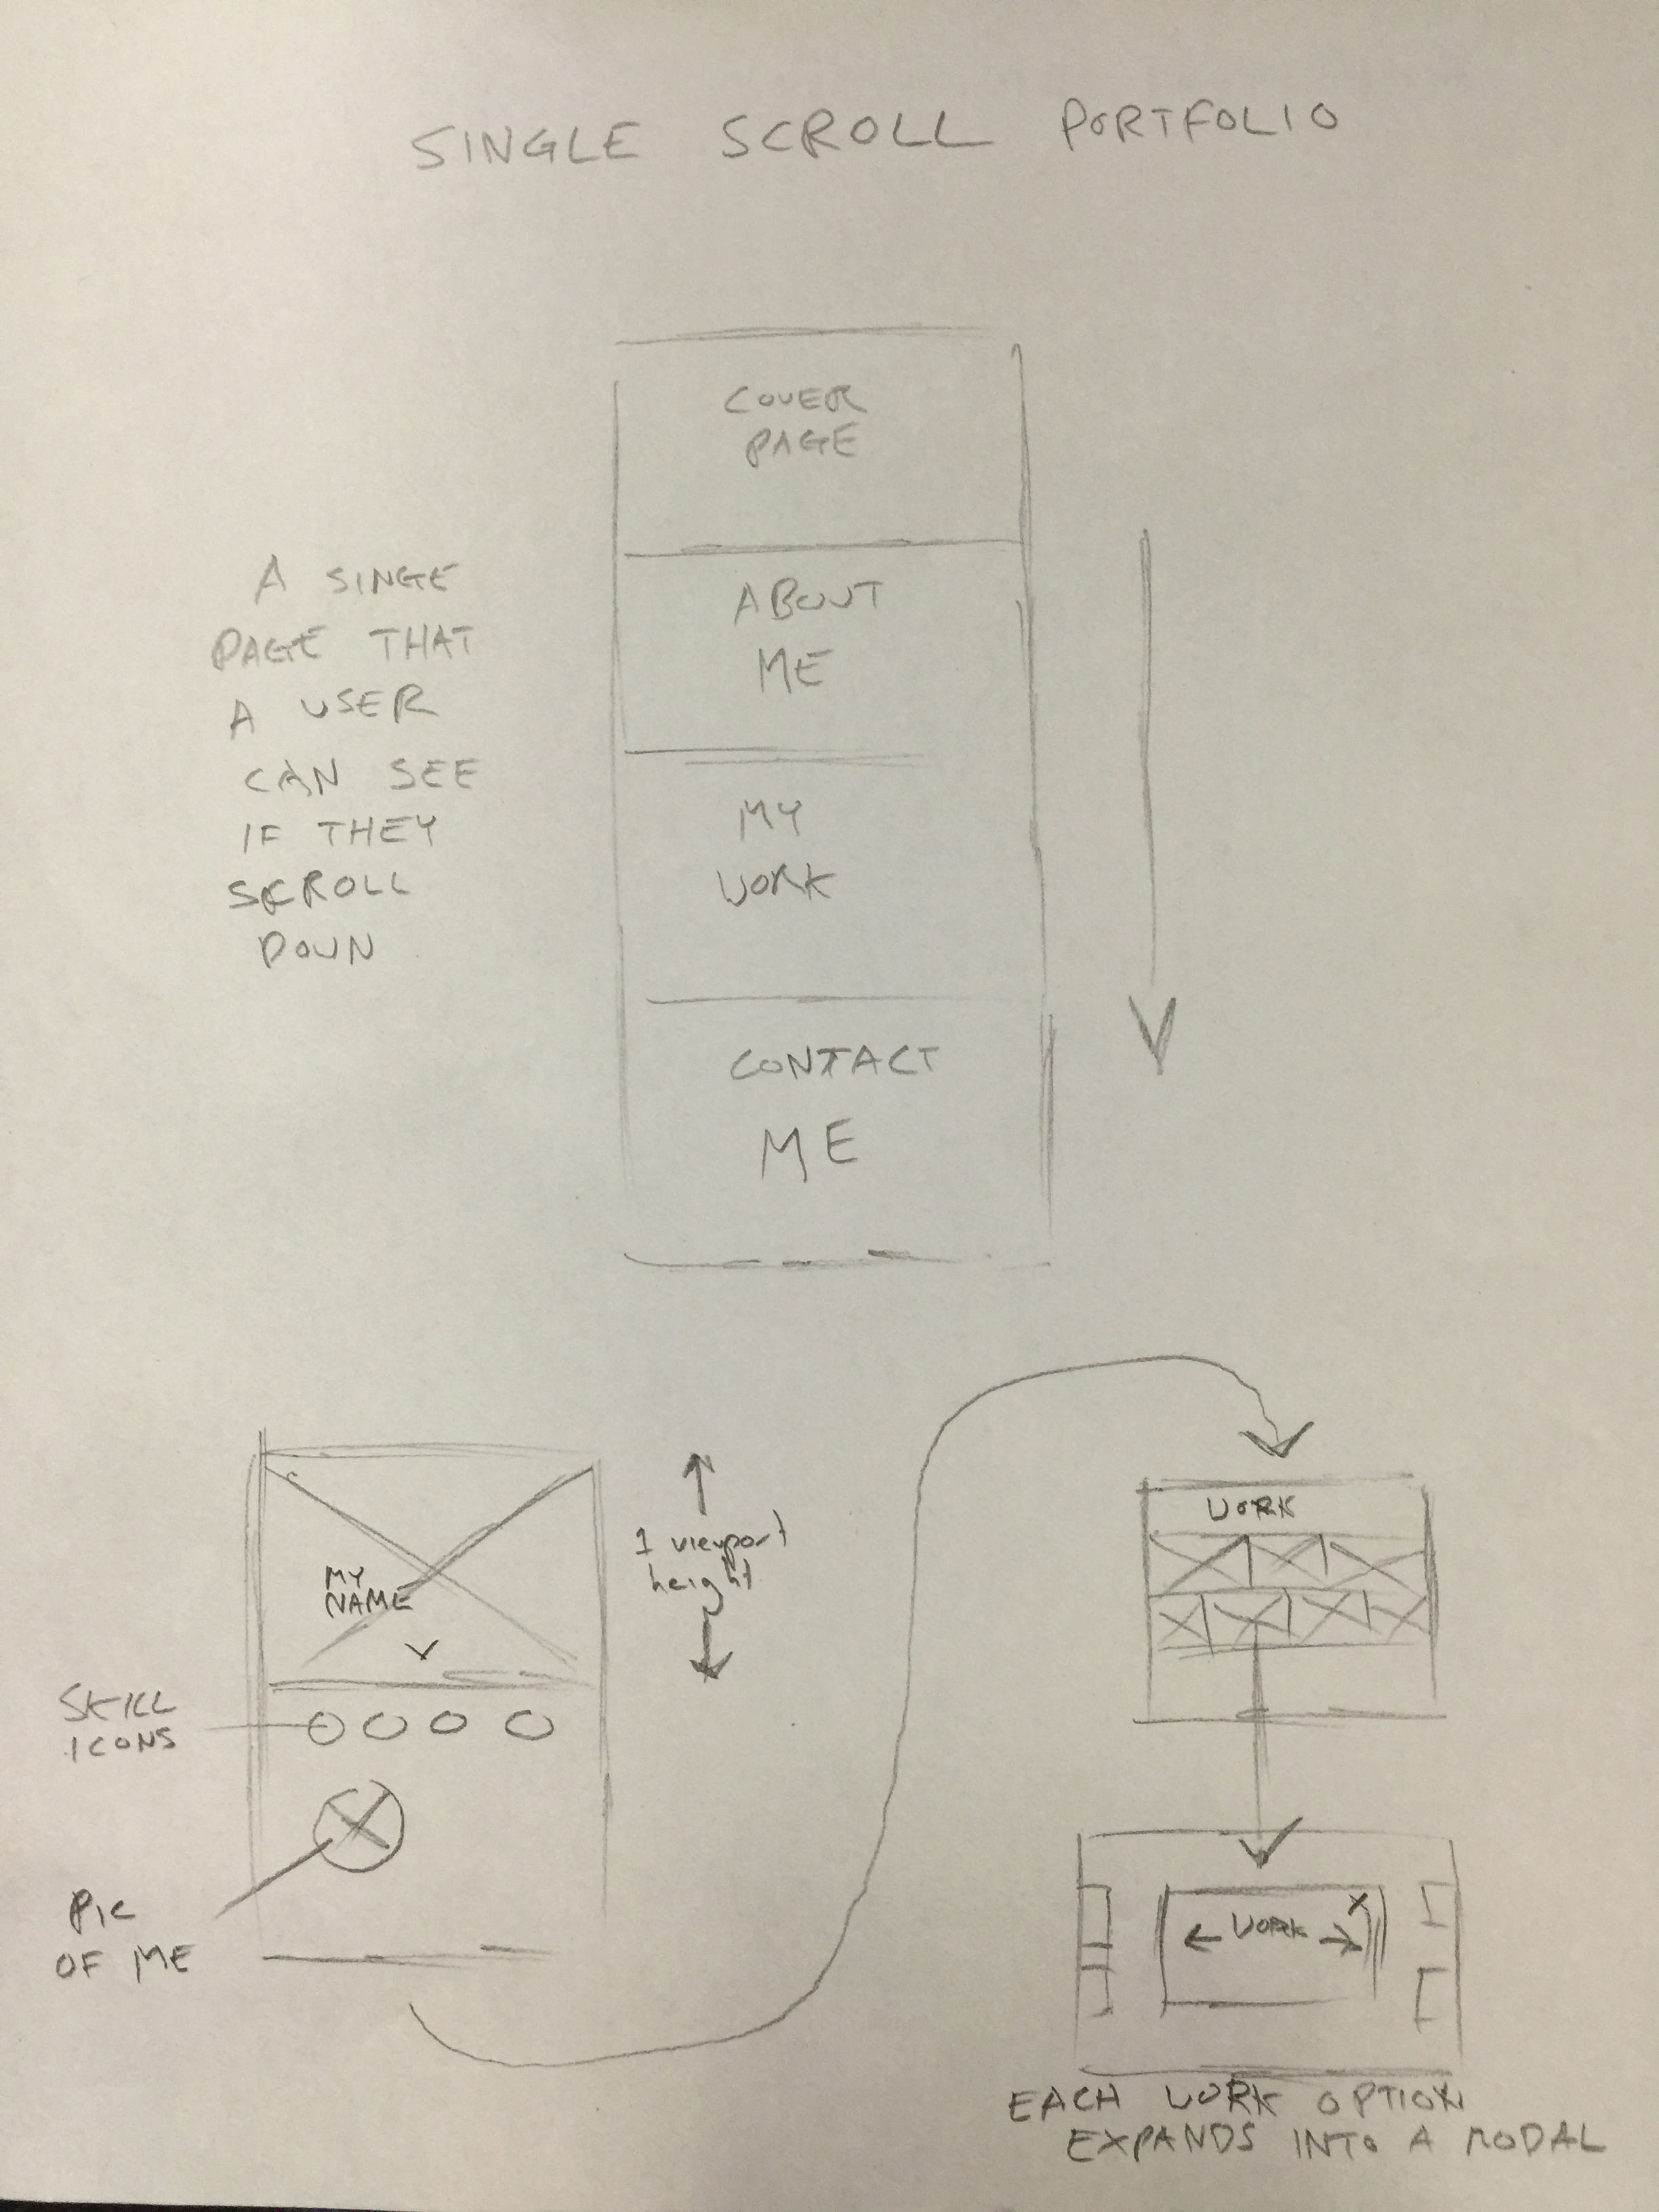 SINGLE SCROLL PORTFOLIO
COVER
PAGE
ABOUT
ME
MY
WORK
CONTACT
ME
A SINGE
PAGE THAT
A USER
CAN SEE
IF THEY
SCROLL
DOWN
MY
NAME
1 viewport
height
SKILL
ICONS
PIC
OF ME
WORK
X
WORK
EACH WORK OPTION
EXPANDS INTO A MODAL